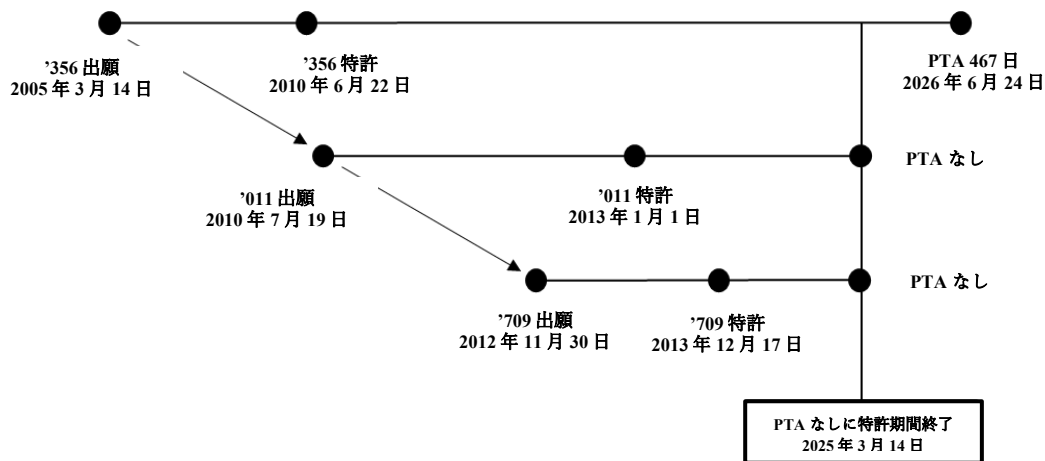 ’356 出願
2005 年 3 月 14 日
’356 特許
2010 年 6 月 22 日
PTA 467 日
2026 年 6 月 24 日
’011 出願
2010 年 7 月 19 日
’011 特許
2013 年 1 月 1 日
PTA なし
’709 出願
2012 年 11 月 30 日
’709 特許
2013 年 12 月 17 日
PTA なし
PTA なしに特許期間終了
2025 年 3 月 14 日